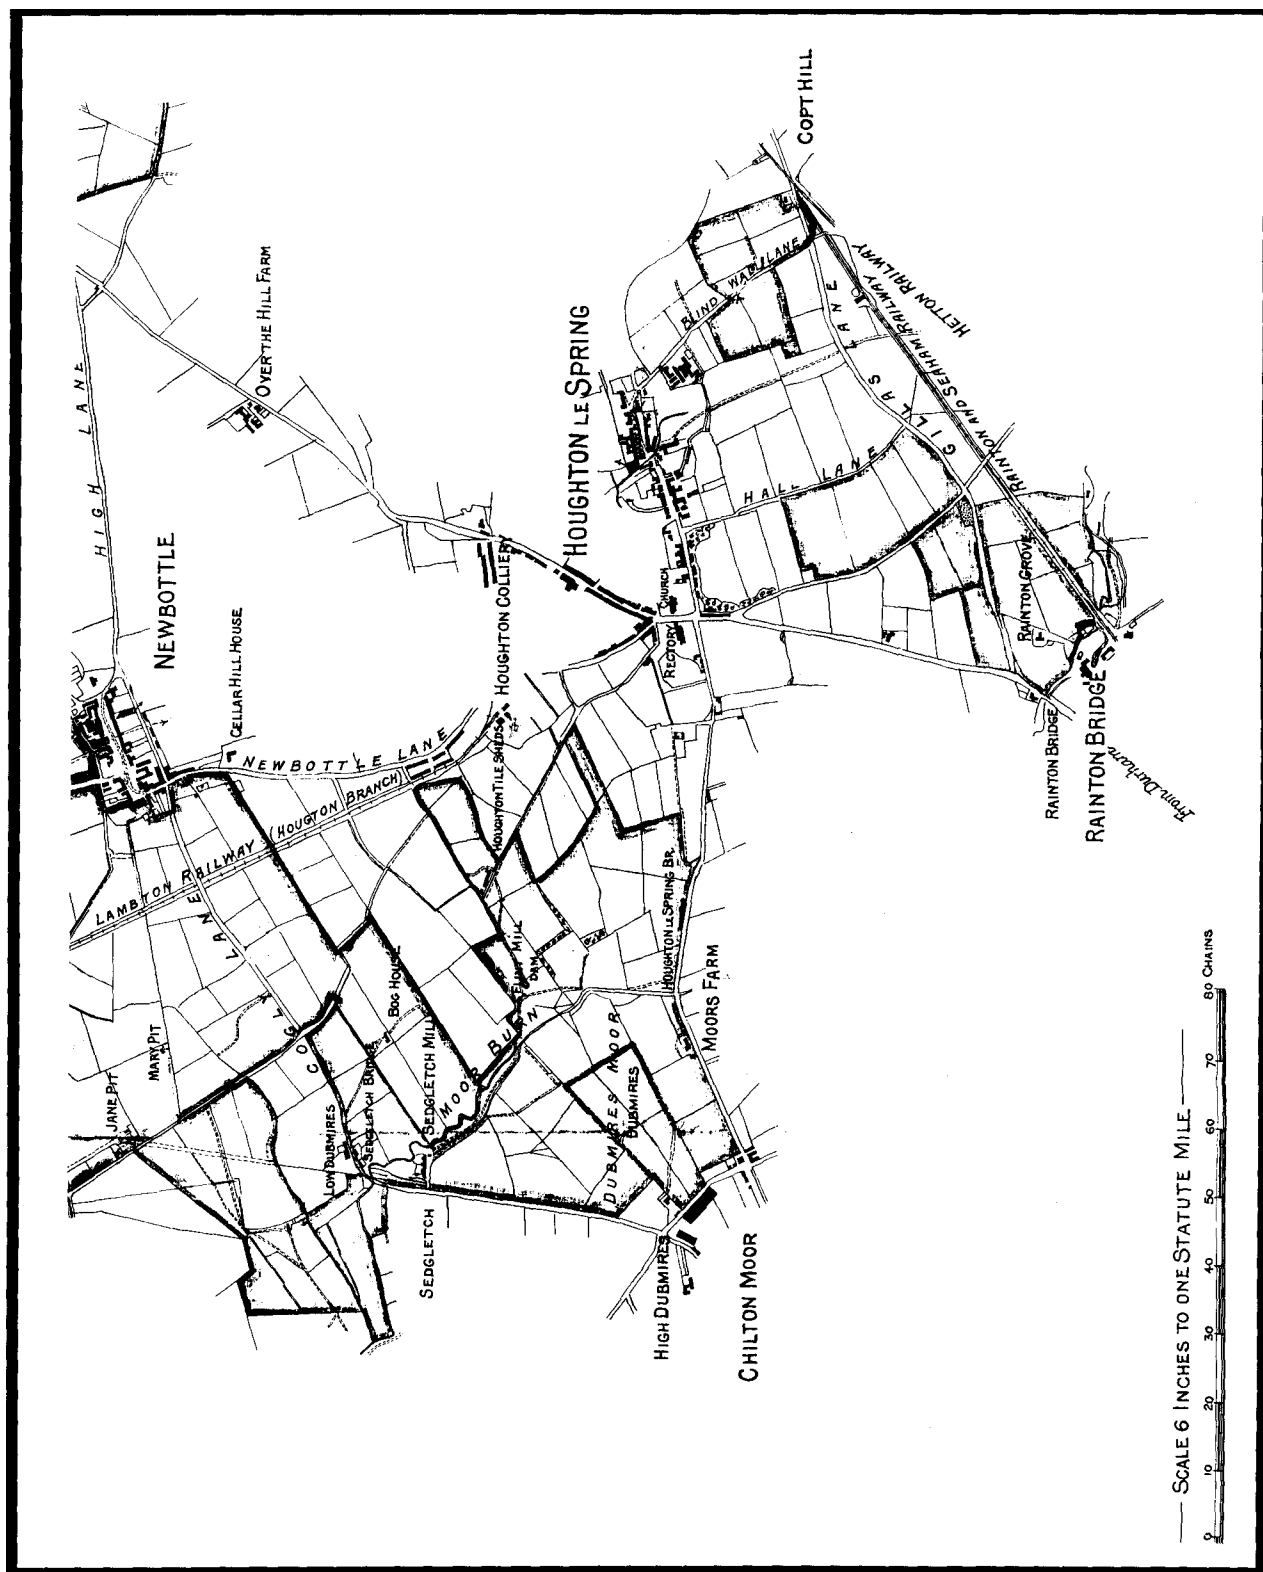 COPT HILL
OVER THE HILL FARM
HIGH LANE
BLIND WALL LANE
HETTON RAILWAY
RAINTON AND SEAHAM RAILWAY
GILLAS LANE
HOUGHTON LE SPRING
HALL LANE
NEWBOTTLE
CELLAR HILL HOUSE
HOUGHTON COLLIERY
CHURCH
RECTORY
RAINTON GROVE
NEWBOTTLE LANE
HOUGHTON TILE SHEDS
RAINTON BRIDGE
RAINTON BRIDGE
From Durham
LAMBTON RAILWAY (HOUGTON BRANCH)
COGL LANE
HOUGHTON LE SPRING BR.
FLINT MILL
DAM
BOG HOUSE
MOORS FARM
MARY PIT
JANE PIT
MOOR BURN
SEDGLETCH MILL
SEDGLETCH BRIDGE
LOW DUBMIRES
DUBMIRES MOOR
DUBMIRES
SEDGLETCH
HIGH DUBMIRES
CHILTON MOOR
SCALE 6 INCHES TO ONE STATUTE MILE
0 10 20 30 40 50 60 70 80 CHAINS